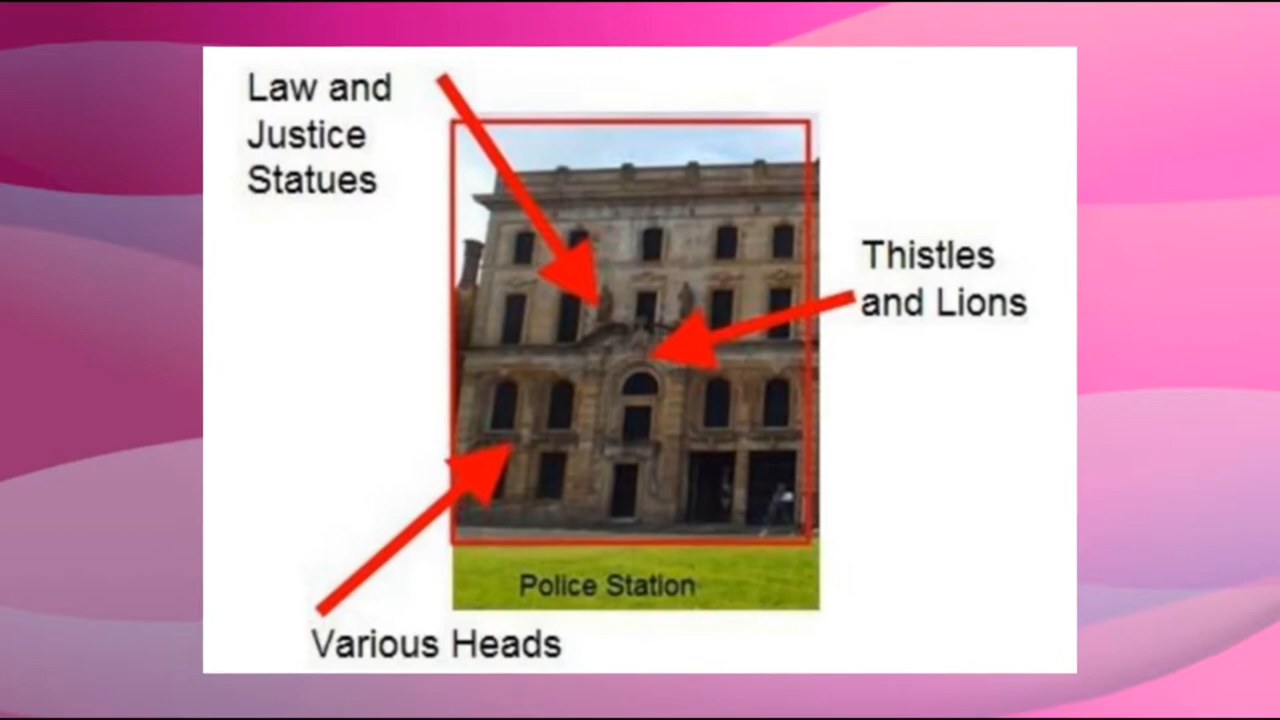 Law and
Justice
Statues
Thistles
and Lions
Police Station
Various Heads